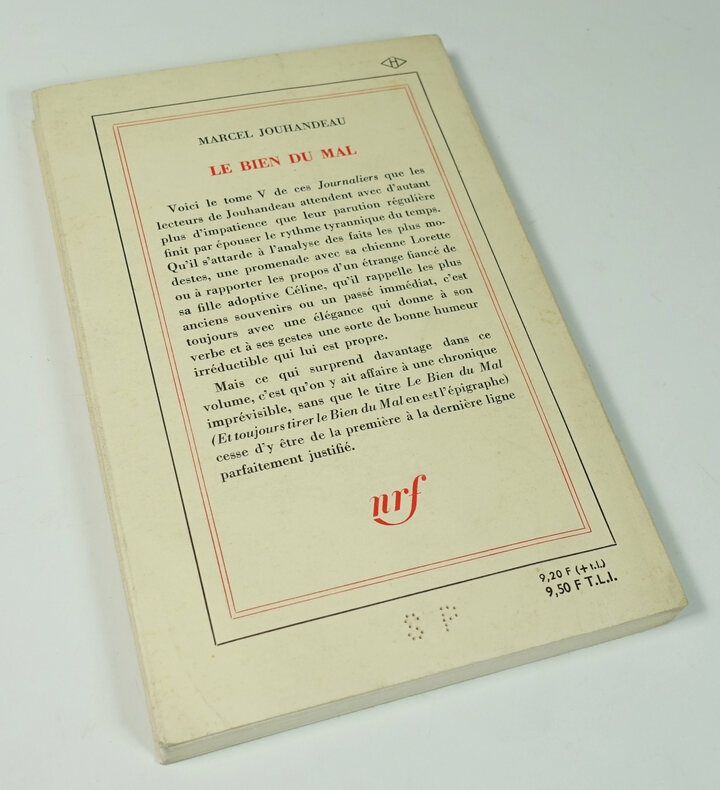 H
MARCEL JOUHANDEAU
LE BIEN DU MAL
Voici le tome V de ces Journaliers que les
lecteurs de Jouhandeau attendent avec d'autant
plus d'impatience que leur parution régulière
finit par épouser le rythme tyrannique du temps.
Qu'il s'attarde à l'analyse des faits les plus mo-
destes, une promenade avec sa chienne Lorette
ou à rapporter les propos d'un étrange fiancé de
sa fille adoptive Céline, qu'il rappelle les plus
anciens souvenirs ou un passé immédiat, c'est
toujours avec une élégance qui donne à son
verbe et à ses gestes une sorte de bonne humeur
irréductible qui lui est propre.
Mais ce qui surprend davantage dans ce
volume, c'est qu'on y ait affaire à une chronique
imprévisible, sans que le titre Le Bien du Mal
(Et toujours tirer le Bien du Mal en est l'épigraphe)
cesse d'y être de la première à la dernière ligne
parfaitement justifié.
nrf
9,20 F (+ t.l.)
9,50 F T.L.I.
S P